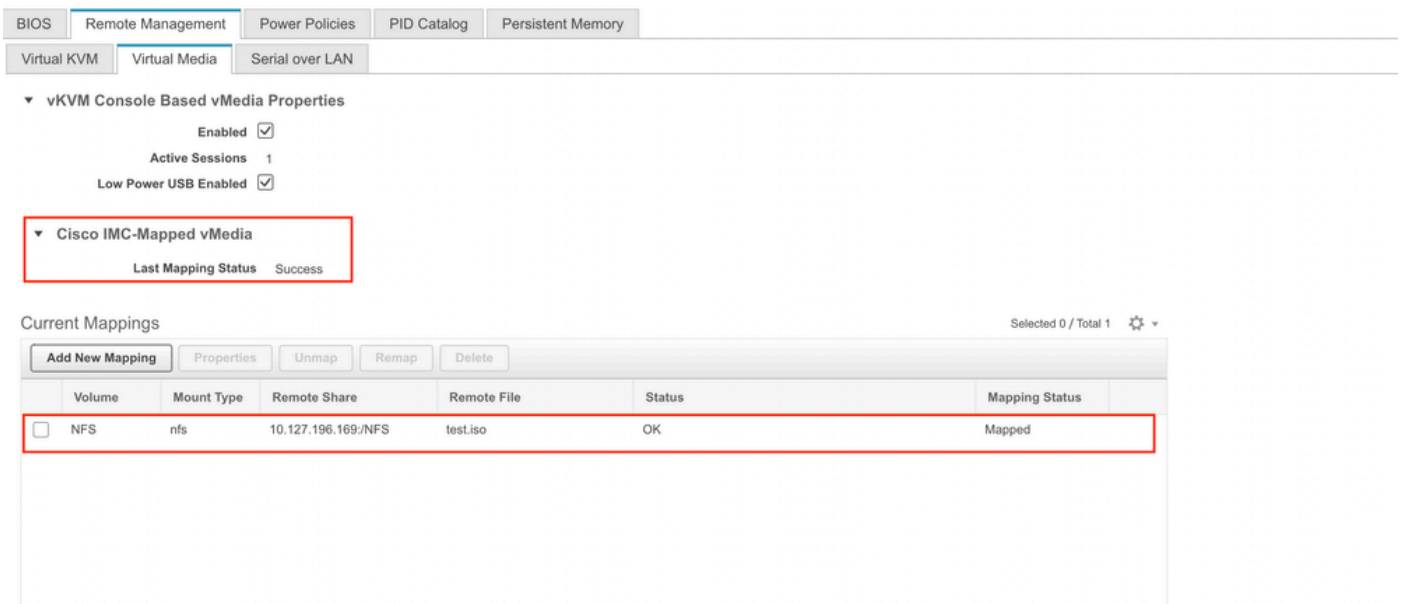 BIOS Remote Management Power Policies PID Catalog Persistent Memory
Virtual KVM Virtual Media Serial over LAN
vKVM Console Based vMedia Properties
Enabled
Active Sessions 1
Low Power USB Enabled
Cisco IMC-Mapped vMedia
Last Mapping Status Success
Current Mappings Selected 0 / Total 1
Add New Mapping Properties Unmap Remap Delete
Volume Mount Type Remote Share Remote File Status Mapping Status
NFS nfs 10.127.196.169:/NFS test.iso OK Mapped